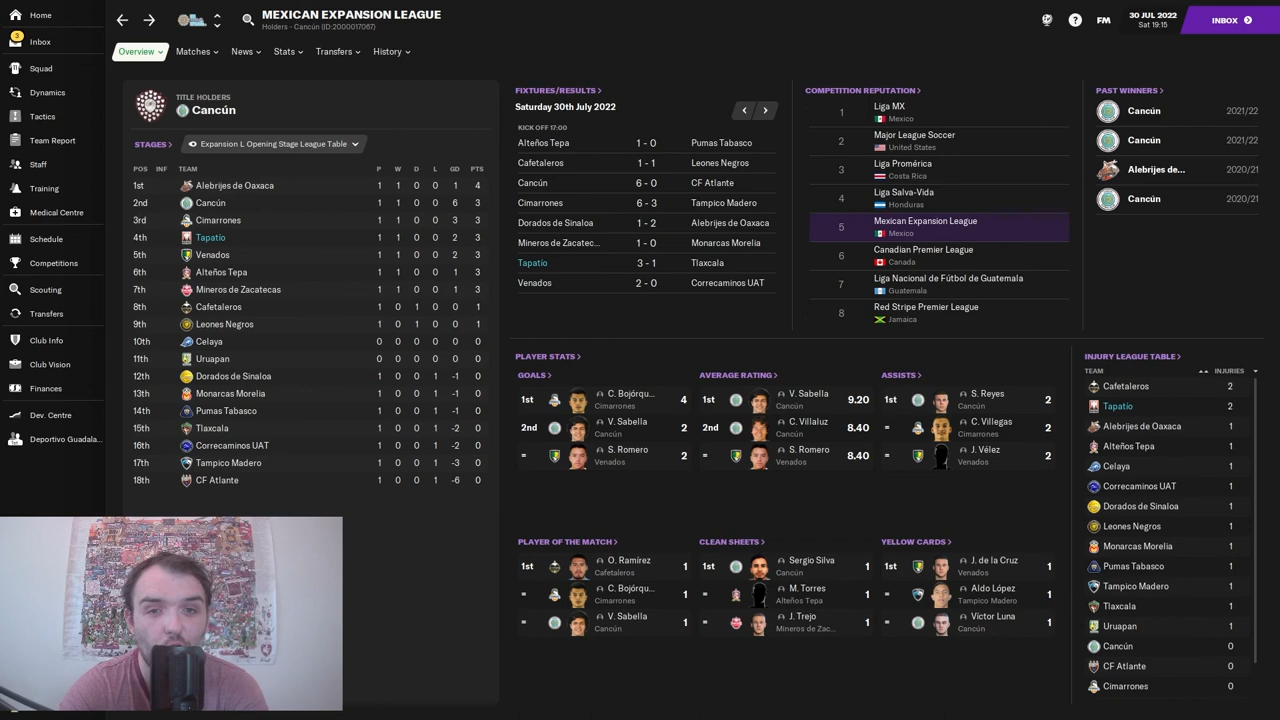 Home
3
Inbox
Squad
Dynamics
Tactics
Team Report
Staff
Training
Medical Centre
Schedule
Competitions
Scouting
Transfers
Club Info
Club Vision
Finances
Dev. Centre
Deportivo Guadala...
MEXICAN EXPANSION LEAGUE
Holders - Cancún (ID:2000017067)
?
FM
30 JUL 2022
Sat 19:15
INBOX
Overview
Matches
News
Stats
Transfers
History
TITLE HOLDERS
Cancún
STAGES
Expansion L Opening Stage League Table
POS INF TEAM P W D L GD PTS
1st Alebrijes de Oaxaca 1 1 0 0 1 4
2nd Cancún 1 1 0 0 6 3
3rd Cimarrones 1 1 0 0 3 3
4th Tapatío 1 1 0 0 2 3
5th Venados 1 1 0 0 2 3
6th Alteños Tepa 1 1 0 0 1 3
7th Mineros de Zacatecas 1 1 0 0 1 3
8th Cafetaleros 1 0 1 0 0 1
9th Leones Negros 1 0 1 0 0 1
10th Celaya 0 0 0 0 0 0
11th Uruapan 0 0 0 0 0 0
12th Dorados de Sinaloa 1 0 0 1 -1 0
13th Monarcas Morelia 1 0 0 1 -1 0
14th Pumas Tabasco 1 0 0 1 -1 0
15th Tlaxcala 1 0 0 1 -2 0
16th Correcaminos UAT 1 0 0 1 -2 0
17th Tampico Madero 1 0 0 1 -3 0
18th CF Atlante 1 0 0 1 -6 0
FIXTURES/RESULTS
Saturday 30th July 2022
KICK OFF 17:00
Alteños Tepa 1 - 0 Pumas Tabasco
Cafetaleros 1 - 1 Leones Negros
Cancún 6 - 0 CF Atlante
Cimarrones 6 - 3 Tampico Madero
Dorados de Sinaloa 1 - 2 Alebrijes de Oaxaca
Mineros de Zacatec... 1 - 0 Monarcas Morelia
Tapatío 3 - 1 Tlaxcala
Venados 2 - 0 Correcaminos UAT
COMPETITION REPUTATION
1 Liga MX
Mexico
2 Major League Soccer
United States
3 Liga Promérica
Costa Rica
4 Liga Salva-Vida
Honduras
5 Mexican Expansion League
Mexico
6 Canadian Premier League
Canada
7 Liga Nacional de Fútbol de Guatemala
Guatemala
8 Red Stripe Premier League
Jamaica
PAST WINNERS
Cancún 2021/22
Cancún 2021/22
Alebrijes de... 2020/21
Cancún 2020/21
PLAYER STATS
GOALS
1st C. Bojórqu... 4
Cimarrones
2nd V. Sabella 2
Cancún
= S. Romero 2
Venados
AVERAGE RATING
1st V. Sabella 9.20
Cancún
2nd C. Villaluz 8.40
Cancún
= S. Romero 8.40
Venados
ASSISTS
1st S. Reyes 2
Cancún
= C. Villegas 2
Cimarrones
= J. Vélez 2
Venados
PLAYER OF THE MATCH
1st O. Ramírez 1
Cafetaleros
= C. Bojórqu... 1
Cimarrones
= V. Sabella 1
Cancún
CLEAN SHEETS
1st Sergio Silva 1
Cancún
= M. Torres 1
Alteños Tepa
= J. Trejo 1
Mineros de Zac...
YELLOW CARDS
1st J. de la Cruz 1
Venados
= Aldo López 1
Tampico Madero
= Víctor Luna 1
Cancún
INJURY LEAGUE TABLE
TEAM INJURIES
Cafetaleros 2
Tapatío 2
Alebrijes de Oaxaca 1
Alteños Tepa 1
Celaya 1
Correcaminos UAT 1
Dorados de Sinaloa 1
Leones Negros 1
Monarcas Morelia 1
Pumas Tabasco 1
Tampico Madero 1
Tlaxcala 1
Uruapan 1
Cancún 0
CF Atlante 0
Cimarrones 0